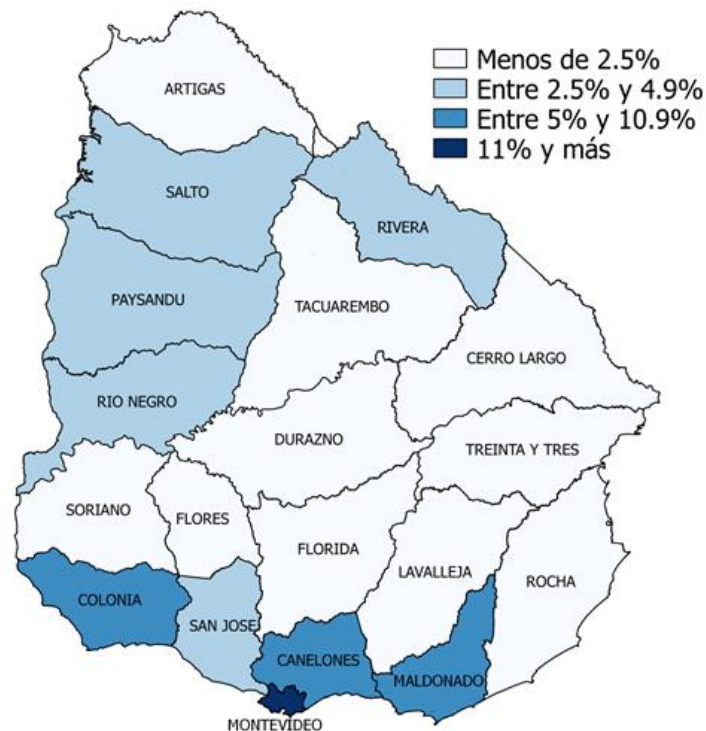 Menos de 2.5%
Entre 2.5% y 4.9%
Entre 5% y 10.9%
11% y más
ARTIGAS
SALTO
RIVERA
PAYSANDU
TACUAREMBO
CERRO LARGO
RIO NEGRO
DURAZNO
TREINTA Y TRES
SORIANO
FLORES
FLORIDA
LAVALLEJA
ROCHA
COLONIA
SAN JOSE
CANELONES
MALDONADO
MONTEVIDEO